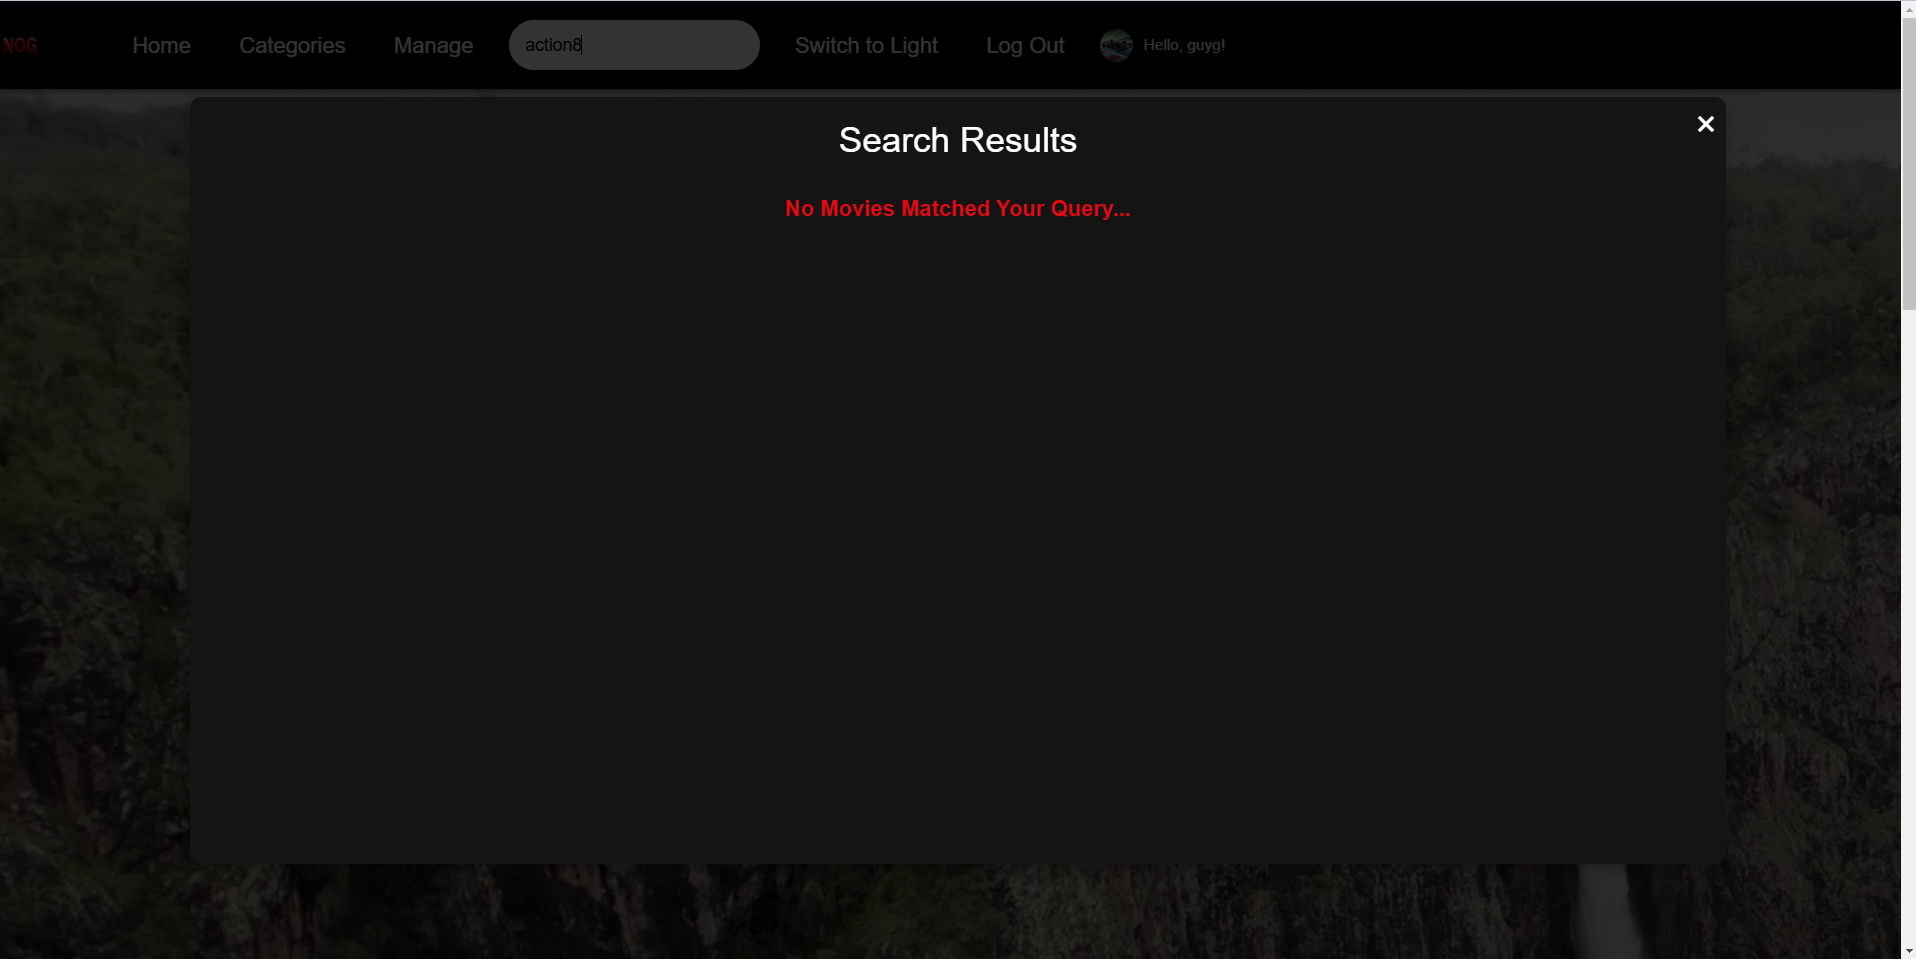 NOG
Home
Categories
Manage
action8
Switch to Light
Log Out
Hello, guyg!
Search Results
No Movies Matched Your Query...